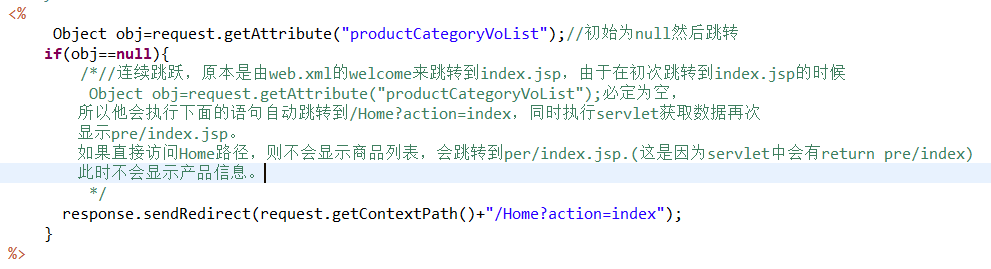 <%
Object obj=request.getAttribute("productCategoryVoList");//初始为null然后跳转
if(obj==null){
/*//连续跳跃，原本是由web.xml的welcome来跳转到index.jsp，由于在初次跳转到index.jsp的时候
Object obj=request.getAttribute("productCategoryVoList");必定为空，
所以他会执行下面的语句自动跳转到/Home?action=index，同时执行servlet获取数据再次
显示pre/index.jsp。
如果直接访问Home路径，则不会显示商品列表，会跳转到per/index.jsp.(这是因为servlet中会有return pre/index)
此时不会显示产品信息。
*/
response.sendRedirect(request.getContextPath()+"/Home?action=index");
}
%>